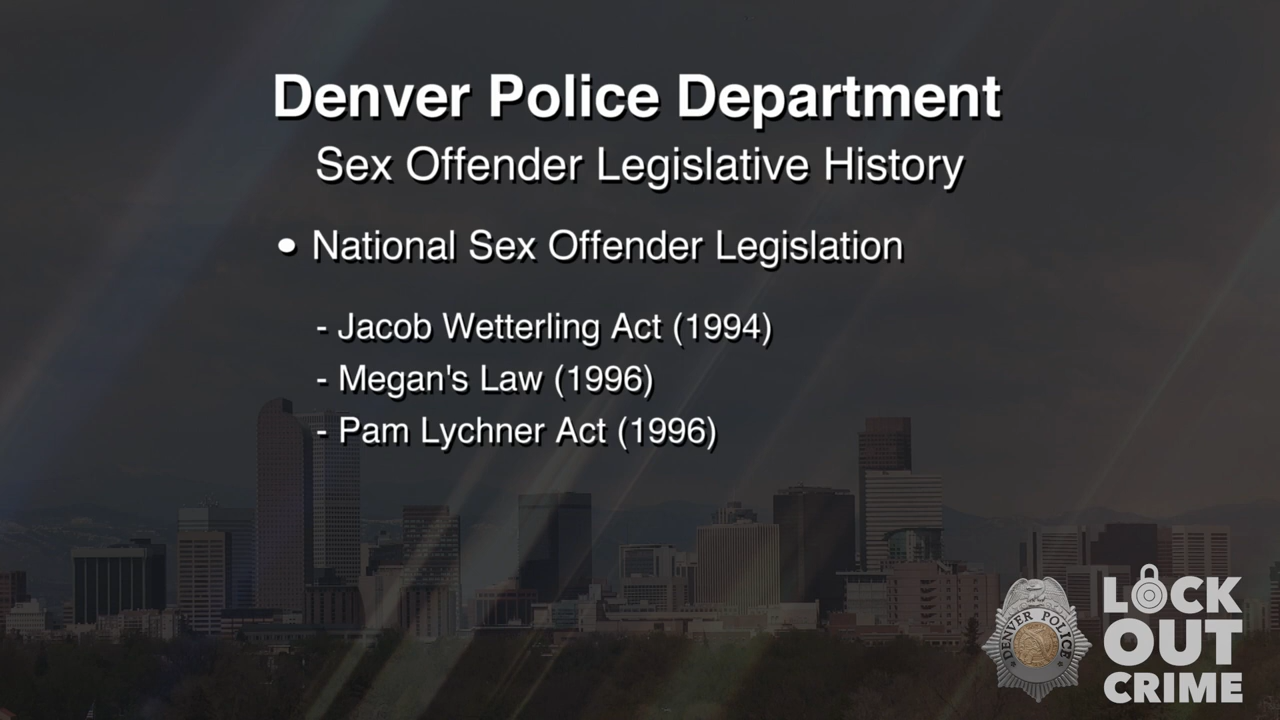 Denver Police Department
Sex Offender Legislative History
• National Sex Offender Legislation
- Jacob Wetterling Act (1994)
- Megan's Law (1996)
- Pam Lychner Act (1996)
DENVER POLICE
LOCK
OUT
CRIME